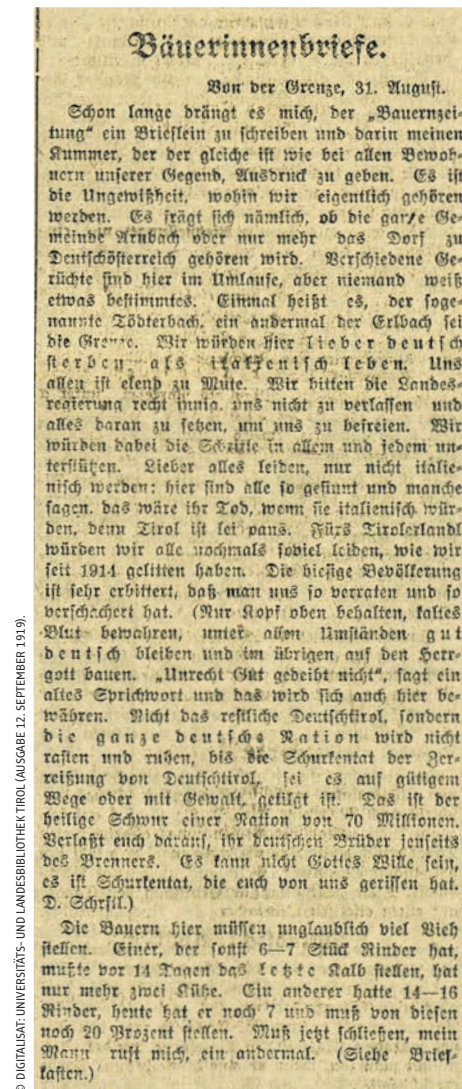 Bäuerinnenbriefe.
Von der Grenze, 31. August.
Schon lange drängt es mich, der „Bauernzei-
tung“ ein Brieflein zu schreiben und darin meinen
Kummer, der der gleiche ist wie bei allen Bewoh-
nern unserer Gegend, Ausdruck zu geben. Es ist
die Ungewißheit, wohin wir eigentlich gehören
werden. Es frägt sich nämlich, ob die ganze Ge-
meinde Arnbach oder nur mehr das Dorf zu
Deutschösterreich gehören wird. Verschiedene Ge-
rüchte sind hier im Umlaufe, aber niemand weiß
etwas bestimmtes. Einmal heißt es, der soge-
nannte Tödterbach, ein andermal der Erlbach sei
die Grenze. Wir würden hier lieber deutsch
sterben als italienisch leben. Uns
allen ist elend zu Mute. Wir bitten die Landes-
regierung recht innig, uns nicht zu verlassen und
alles daran zu setzen, um uns zu befreien. Wir
würden dabei die Schritte in allem und jedem un-
terstützen. Lieber alles leiden, nur nicht italie-
nisch werden; hier sind alle so gesinnt und manche
sagen, das wäre ihr Tod, wenn sie italienisch wür-
den, denn Tirol ist lei oans. Fürs Tirolerlandl
würden wir alle nochmals soviel leiden, wie wir
seit 1914 gelitten haben. Die hiesige Bevölkerung
ist sehr erbittert, daß man uns so verraten und so
verschachert hat. (Nur Kopf oben behalten, kaltes
Blut bewahren, unter allen Umständen gut
deutsch bleiben und im übrigen auf den Herr-
gott bauen. „Unrecht Gut gedeiht nicht“, sagt ein
altes Sprichwort und das wird sich auch hier be-
währen. Nicht das restliche Deutschtirol, sondern
die ganze deutsche Nation wird nicht
rasten und ruhen, bis die Schurkentat der Zer-
reißung von Deutschtirol, sei es auf gütigem
Wege oder mit Gewalt, getilgt ist. Das ist der
heilige Schwur einer Nation von 70 Millionen.
Verlaßt euch darauf, ihr deutschen Brüder jenseits
des Brenners. Es kann nicht Gottes Wille sein,
es ist Schurkentat, die euch von uns gerissen hat.
D. Schrftl.)
Die Bauern hier müssen unglaublich viel Vieh
stellen. Einer, der sonst 6—7 Stück Rinder hat,
mußte vor 14 Tagen das letzte Kalb stellen, hat
nur mehr zwei Kühe. Ein anderer hatte 14—16
Rinder, heute hat er noch 7 und muß von diesen
noch 20 Prozent stellen. Muß jetzt schließen, mein
Mann ruft mich, ein andermal. (Siehe Brief-
kasten.)
© DIGITALISAT: UNIVERSITÄTS- UND LANDESBIBLIOTHEK TIROL (AUSGABE 12. SEPTEMBER 1919).